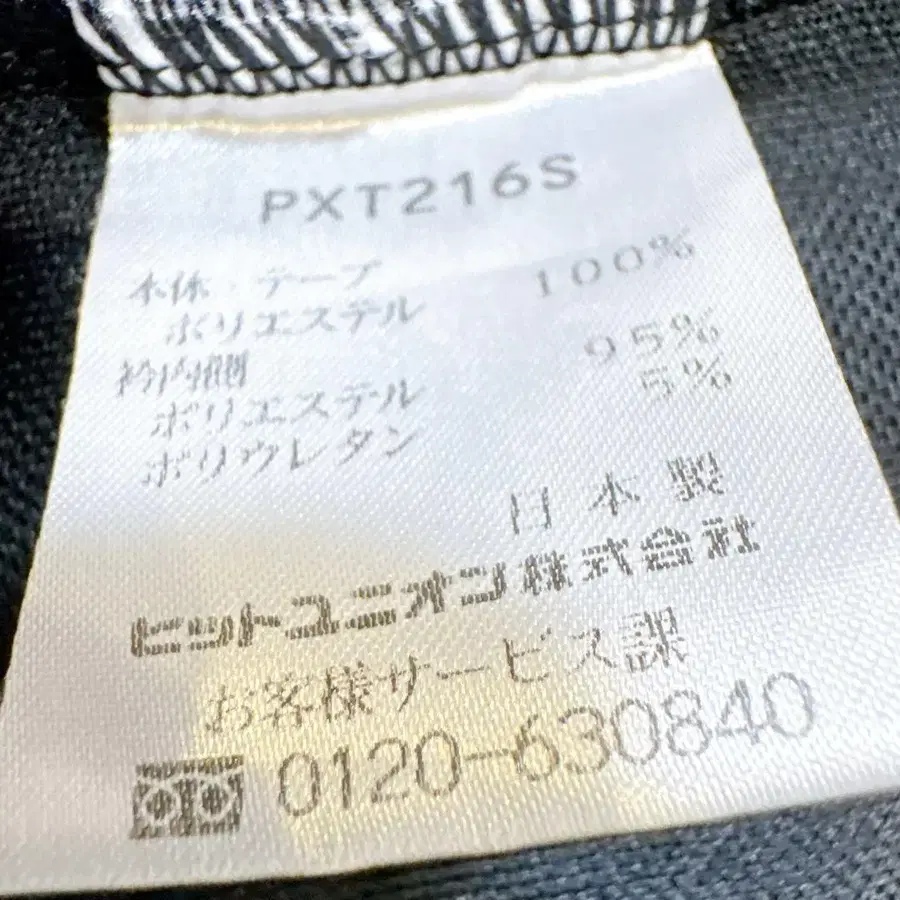 PXT216S
本体・テープ
ポリエステル 100%
衿内側
ポリエステル 95%
ポリウレタン 5%
日本製
ヒットユニオン株式会社
お客様サービス課
0120-630840